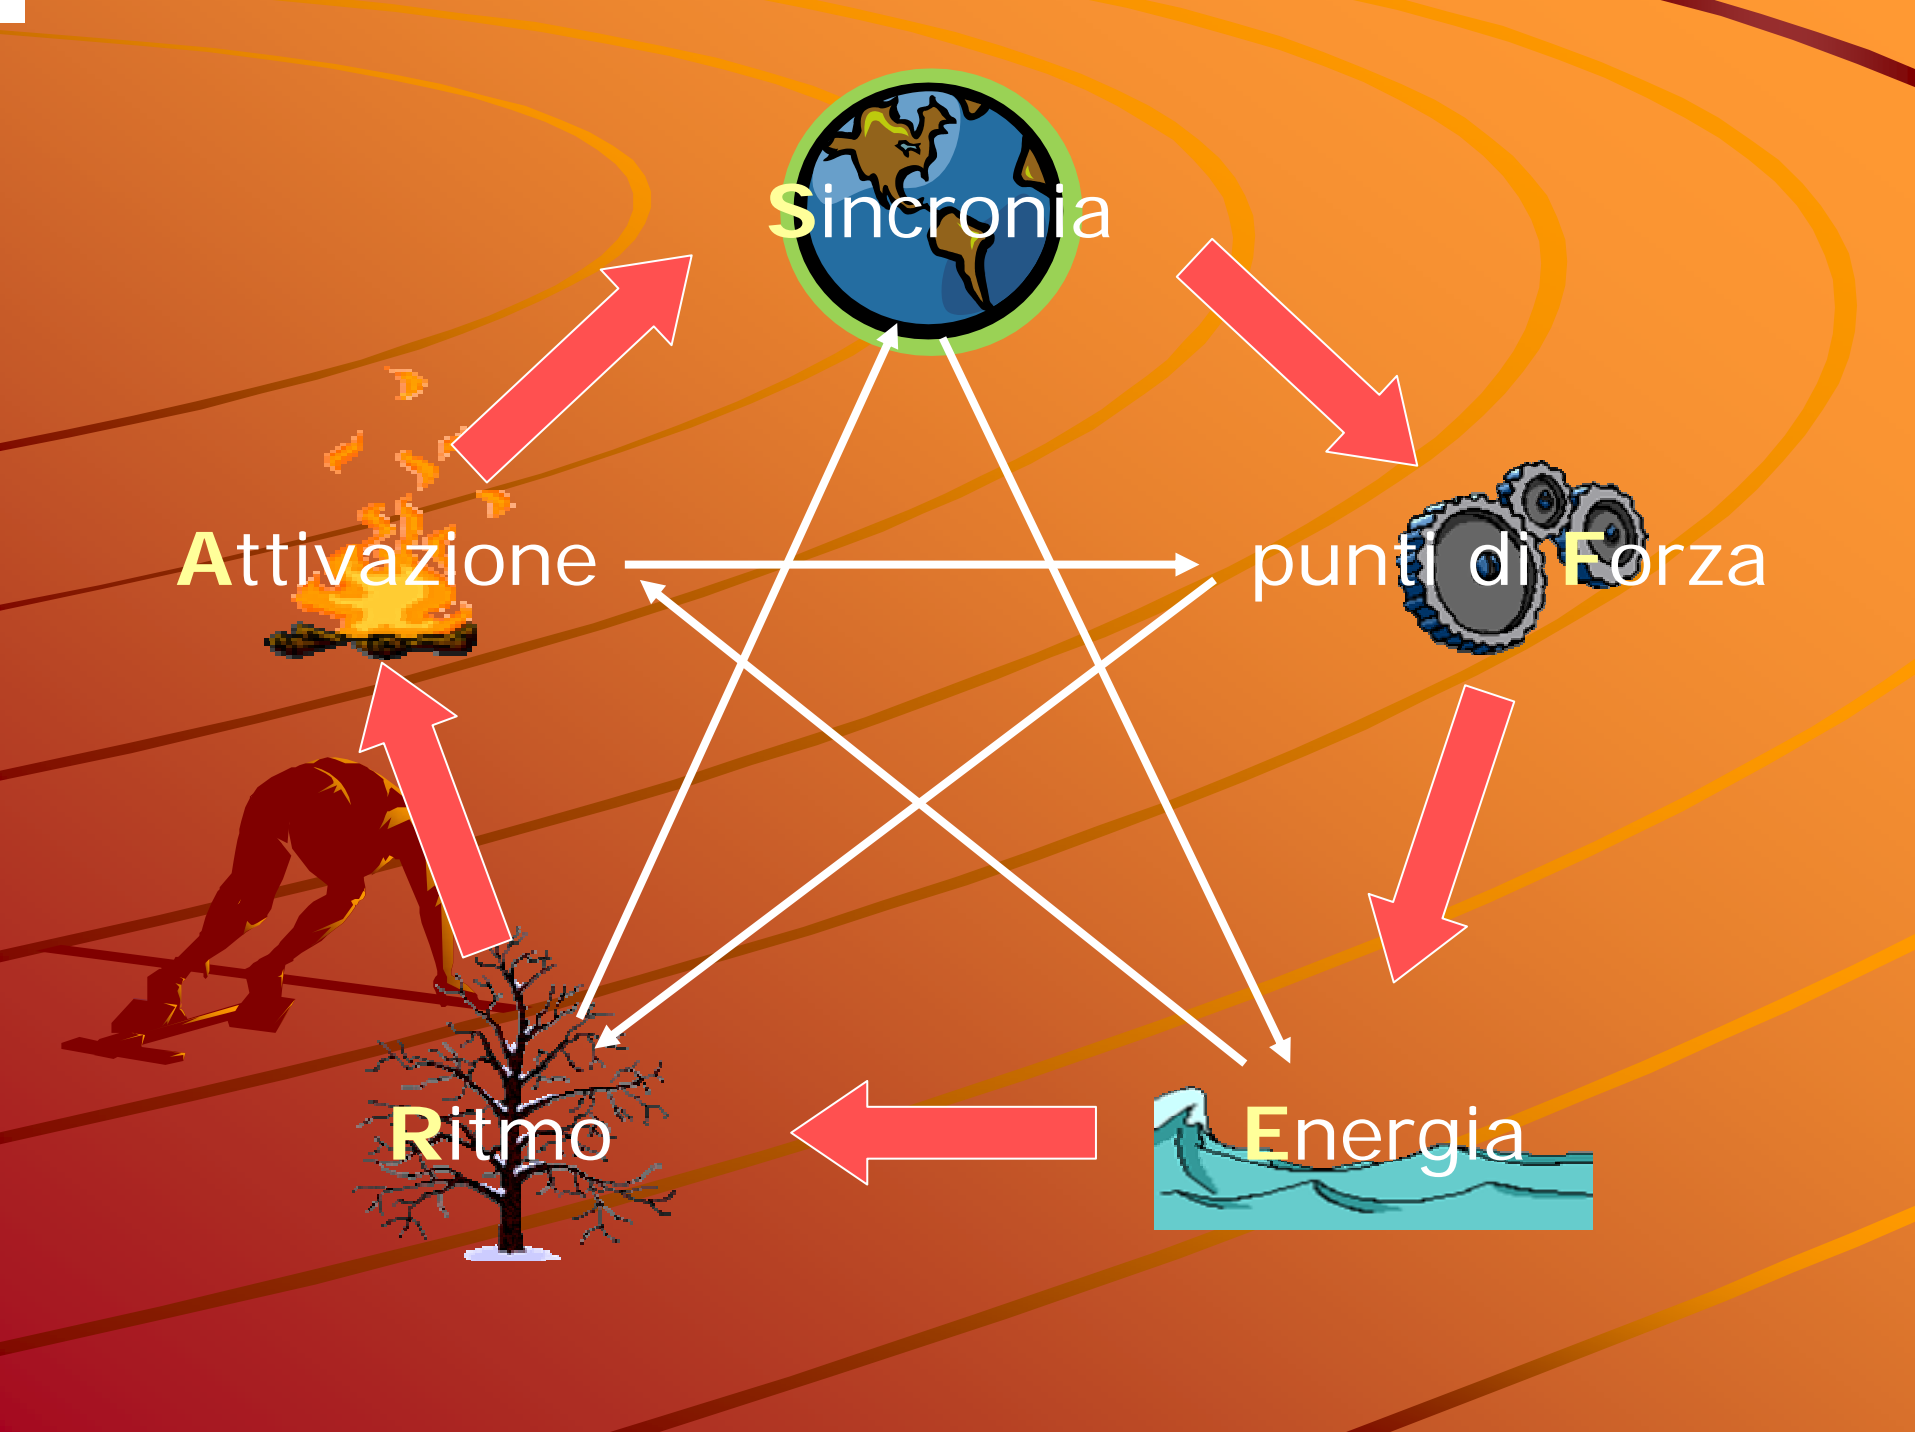 Sincronia
Attivazione
punti di Forza
Ritmo
Energia